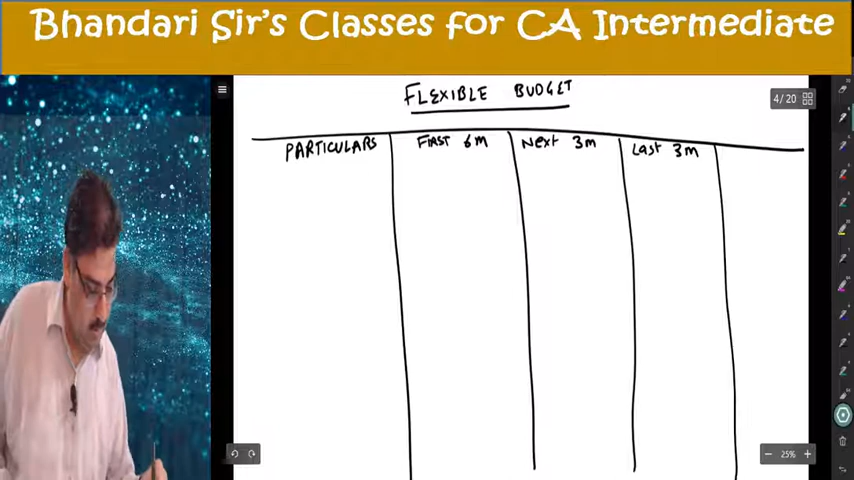 Bhandari Sir's Classes for CA Intermediate
FLEXIBLE BUDGET
4/20
PARTICULARS First 6m Next 3m Last 3m
25%